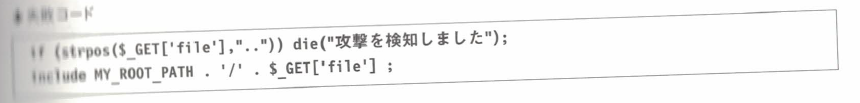 失敗コード
if (strpos($_GET['file'],"..")) die("攻撃を検知しました");
include MY_ROOT_PATH . '/' . $_GET['file'] ;